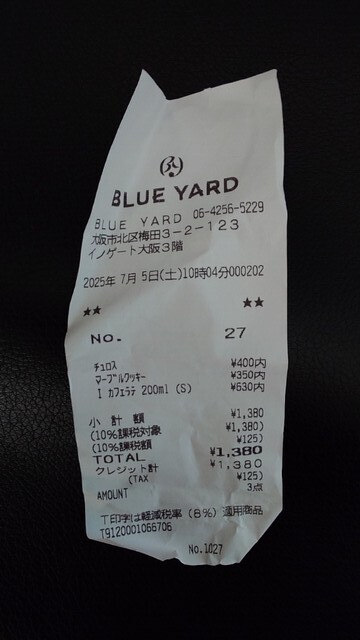 BLUE YARD
BLUE YARD 06-4256-5229
大阪市北区梅田3-2-123
イノゲート大阪3階
2025年 7月 5日(土)10時04分000202
★★ ★★
No. 27
チュロス ¥400内
マーブルクッキー ¥350内
I カフェラテ 200ml (S) ¥630内
小 計 額 ¥1,380
(10%課税対象 ¥1,380)
(10%課税額 ¥125)
TOTAL ¥1,380
クレジット計 ¥1,380
(TAX ¥125)
AMOUNT 3点
T印字は軽減税率(8%)適用商品
T9120001066706
No.1027